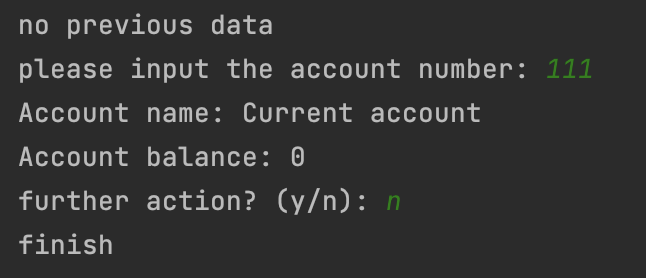 no previous data
please input the account number: 111
Account name: Current account
Account balance: 0
further action? (y/n): n
finish